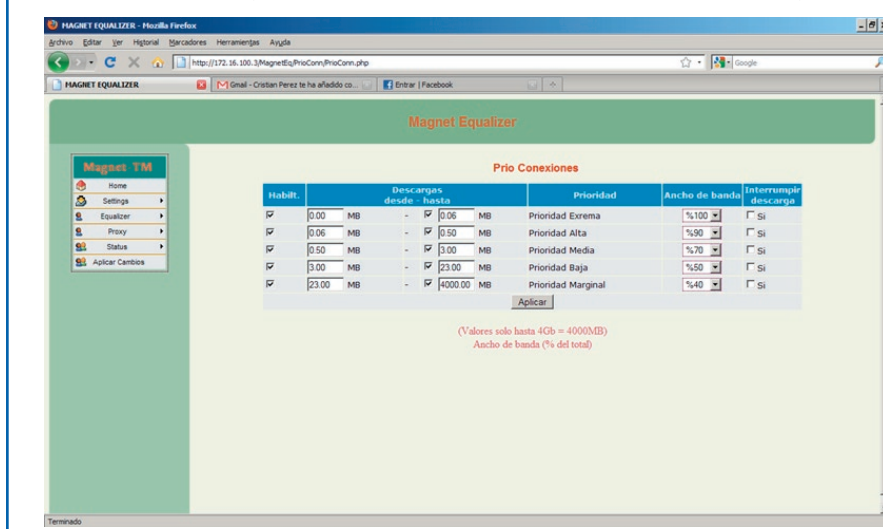 MAGNET EQUALIZER - Mozilla Firefox
Archivo Editar Ver Historial Marcadores Herramientas Ayuda
http://172.16.100.3/MagnetEq/PrioConn/PrioConn.php
Google
MAGNET EQUALIZER
Gmail - Cristian Perez te ha añadido co...
Entrar | Facebook
Magnet Equalizer
Magnet-TM
Home
Settings
Equalizer
Proxy
Status
Aplicar Cambios
Prio Conexiones
Habilt. Descargas desde - hasta Prioridad Ancho de banda Interrumpir descarga
0.00 MB - 0.06 MB Prioridad Exrema %100 Si
0.06 MB - 0.50 MB Prioridad Alta %90 Si
0.50 MB - 3.00 MB Prioridad Media %70 Si
3.00 MB - 23.00 MB Prioridad Baja %50 Si
23.00 MB - 4000.00 MB Prioridad Marginal %40 Si
Aplicar
(Valores solo hasta 4Gb = 4000MB)
Ancho de banda (% del total)
Terminado